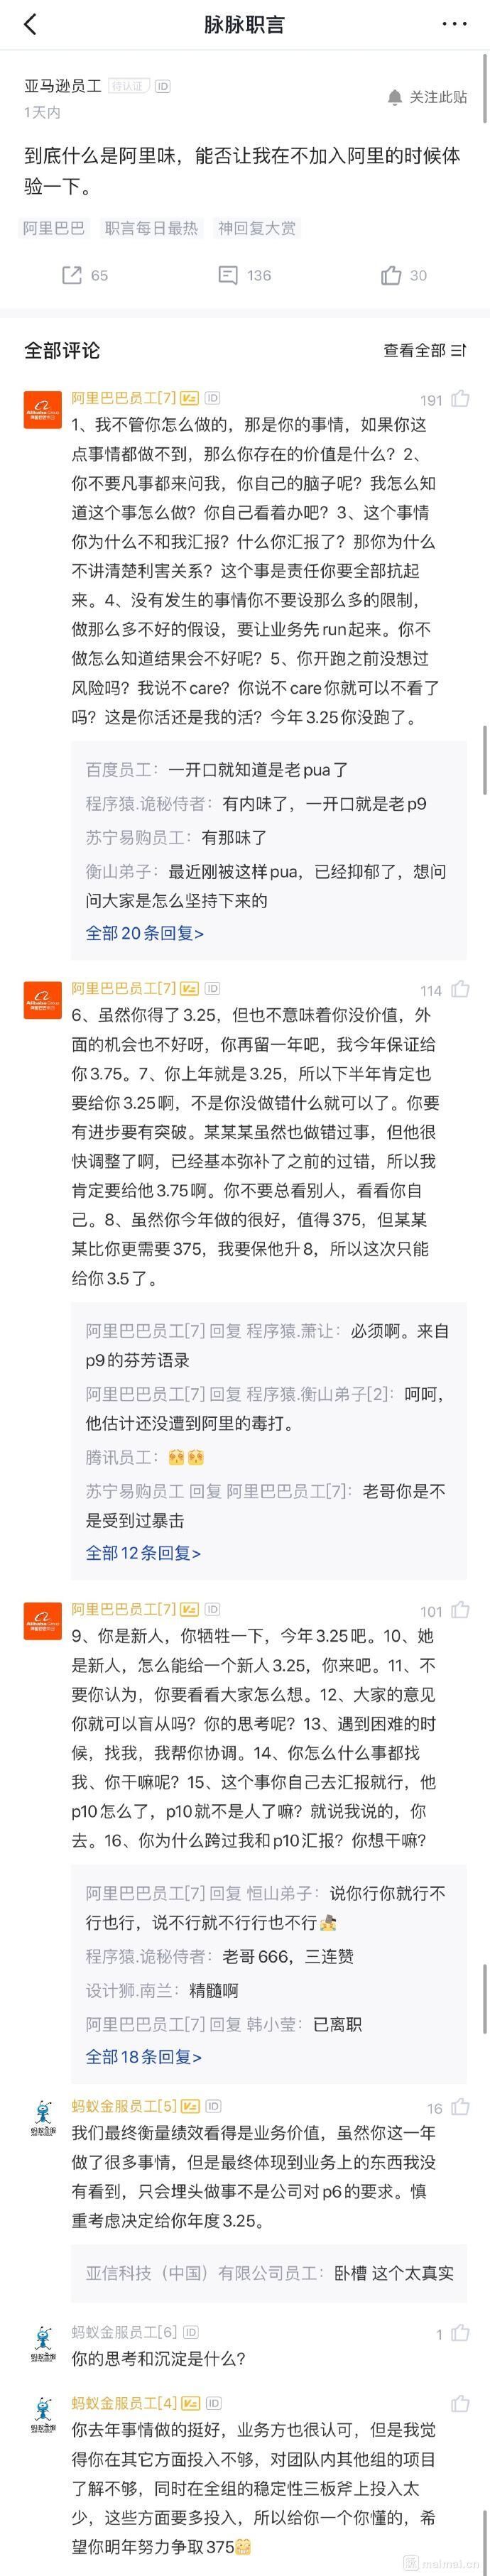 脉脉职言
亚马逊员工 待认证 ID
1天内
关注此贴
到底什么是阿里味，能否让我在不加入阿里的时候体
验一下。
阿里巴巴 职言每日最热 神回复大赏
65 136 30
全部评论
查看全部
阿里巴巴员工[7] ID 191
1、我不管你怎么做的，那是你的事情，如果你这
点事情都做不到，那么你存在的价值是什么？2、
你不要凡事都来问我，你自己的脑子呢？我怎么知
道这个事怎么做？你自己看着办吧？3、这个事情
你为什么不和我汇报？什么你汇报了？那你为什么
不讲清楚利害关系？这个事是责任你要全部抗起
来。4、没有发生的事情你不要设那么多的限制，
做那么多不好的假设，要让业务先run起来。你不
做怎么知道结果会不好呢？5、你开跑之前没想过
风险吗？我说不care？你说不care你就可以不看了
吗？这是你活还是我的活？今年3.25你没跑了。
百度员工：一开口就知道是老pua了
程序猿.诡秘侍者：有内味了，一开口就是老p9
苏宁易购员工：有那味了
衡山弟子：最近刚被这样pua，已经抑郁了，想问
问大家是怎么坚持下来的
全部20条回复>
阿里巴巴员工[7] ID 114
6、虽然你得了3.25，但也不意味着你没价值，外
面的机会也不好呀，你再留一年吧，我今年保证给
你3.75。7、你上年就是3.25，所以下半年肯定也
要给你3.25啊，不是你没做错什么就可以了。你要
有进步要有突破。某某某虽然也做错过事，但他很
快调整了啊，已经基本弥补了之前的过错，所以我
肯定要给他3.75啊。你不要总看别人，看看你自
己。8、虽然你今年做的很好，值得375，但某某
某比你更需要375，我要保他升8，所以这次只能
给你3.5了。
阿里巴巴员工[7] 回复 程序猿.萧让：必须啊。来自
p9的芬芳语录
阿里巴巴员工[7] 回复 程序猿.衡山弟子[2]：呵呵，
他估计还没遭到阿里的毒打。
腾讯员工：
苏宁易购员工 回复 阿里巴巴员工[7]：老哥你是不
是受到过暴击
全部12条回复>
阿里巴巴员工[7] ID 101
9、你是新人，你牺牲一下，今年3.25吧。10、她
是新人，怎么能给一个新人3.25，你来吧。11、不
要你认为，你要看看大家怎么想。12、大家的意见
你就可以盲从吗？你的思考呢？13、遇到困难的时
候，找我，我帮你协调。14、你怎么什么事都找
我、你干嘛呢？15、这个事你自己去汇报就行，他
p10怎么了，p10就不是人了嘛？就说我说的，你
去。16、你为什么跨过我和p10汇报？你想干嘛？
阿里巴巴员工[7] 回复 恒山弟子：说你行你就行不
行也行，说不行就不行行也不行
程序猿.诡秘侍者：老哥666，三连赞
设计狮.南兰：精髓啊
阿里巴巴员工[7] 回复 韩小莹：已离职
全部18条回复>
蚂蚁金服员工[5] ID 16
我们最终衡量绩效看得是业务价值，虽然你这一年
做了很多事情，但是最终体现到业务上的东西我没
有看到，只会埋头做事不是公司对p6的要求。慎
重考虑决定给你年度3.25。
亚信科技（中国）有限公司员工：卧槽 这个太真实
蚂蚁金服员工[6] ID 1
你的思考和沉淀是什么？
蚂蚁金服员工[4] ID
你去年事情做的挺好，业务方也很认可，但是我觉
得你在其它方面投入不够，对团队内其他组的项目
了解不够，同时在全组的稳定性三板斧上投入太
少，这些方面要多投入，所以给你一个你懂的，希
望你明年努力争取375
maimai.cn